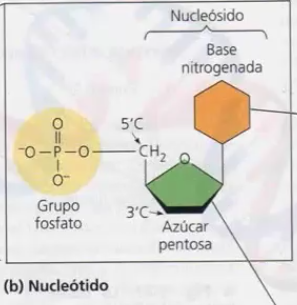 Nucleósido
Base
nitrogenada
5'C
O
⁻O–P–O
CH₂
O
O⁻
Grupo
fosfato
3'C
Azúcar
pentosa
(b) Nucleótido